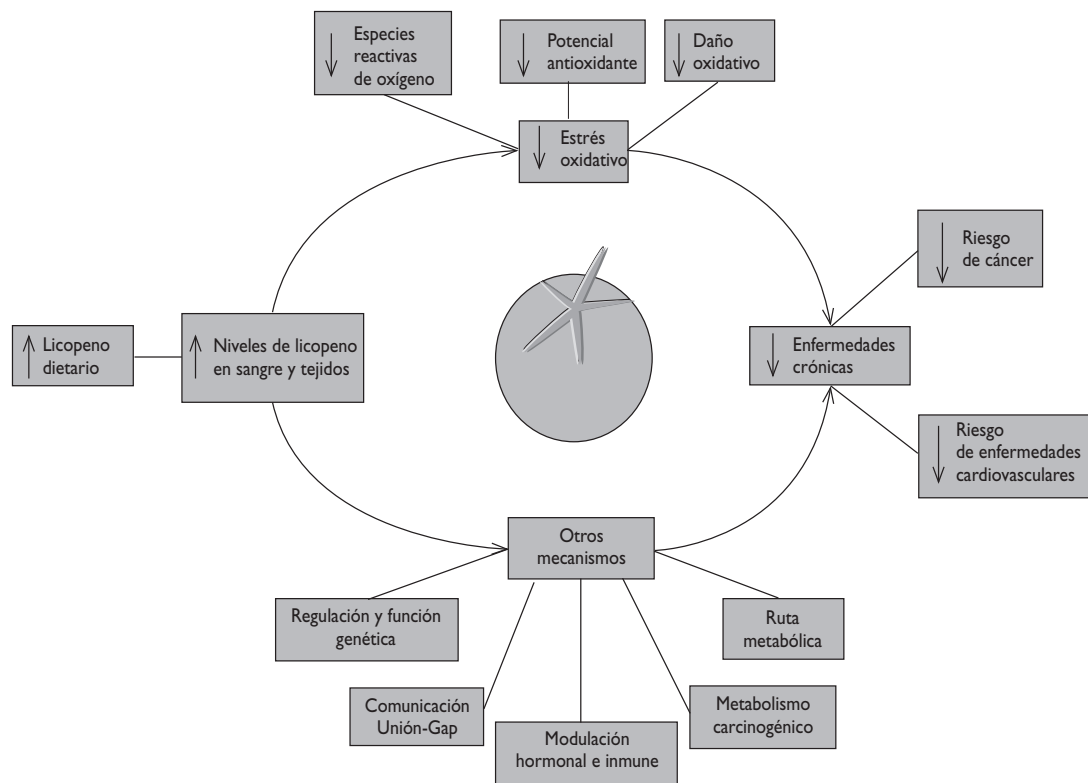 Especies
reactivas
de oxígeno
Potencial
antioxidante
Daño
oxidativo
Estrés
oxidativo
Riesgo
de cáncer
Licopeno
dietario
Niveles de licopeno
en sangre y tejidos
Enfermedades
crónicas
Riesgo
de enfermedades
cardiovasculares
Otros
mecanismos
Regulación y función
genética
Ruta
metabólica
Comunicación
Unión-Gap
Metabolismo
carcinogénico
Modulación
hormonal e inmune